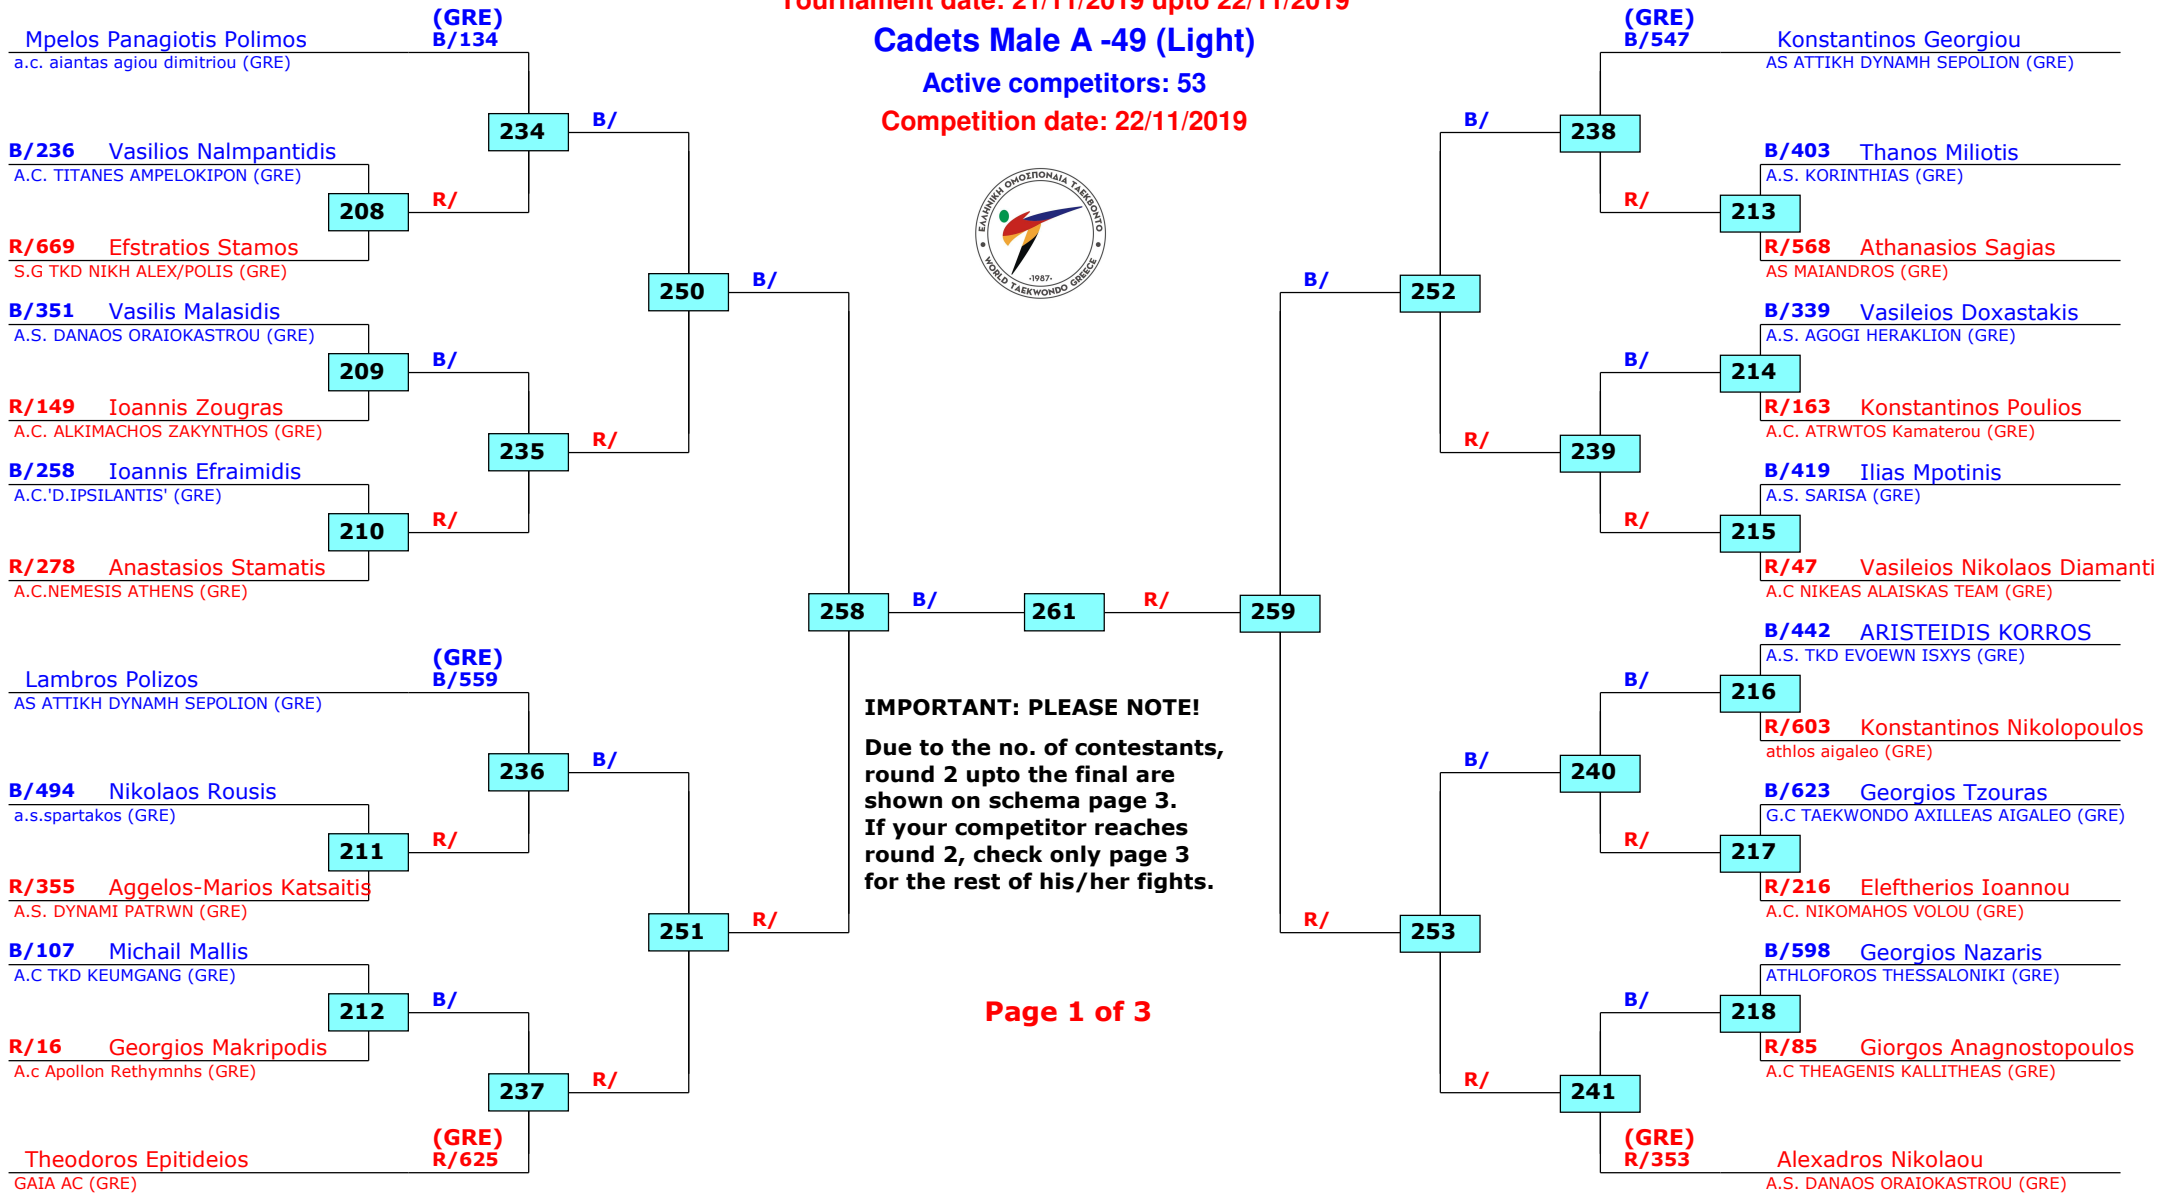 Tournament date: 21/11/2019 upto 22/11/2019
Cadets Male A -49 (Light)
Active competitors: 53
Competition date: 22/11/2019
ΕΛΛΗΝΙΚΗ ΟΜΟΣΠΟΝΔΙΑ ΤΑΕΚΒΟΝΤΟ
·1987·
WORLD TAEKWONDO GREECE
(GRE)
Mpelos Panagiotis Polimos B/134
a.c. aiantas agiou dimitriou (GRE)
234 B/
B/236 Vasilios Nalmpantidis
A.C. TITANES AMPELOKIPON (GRE)
208 R/
R/669 Efstratios Stamos
S.G TKD NIKH ALEX/POLIS (GRE)
250 B/
B/351 Vasilis Malasidis
A.S. DANAOS ORAIOKASTROU (GRE)
209 B/
R/149 Ioannis Zougras
A.C. ALKIMACHOS ZAKYNTHOS (GRE)
235 R/
B/258 Ioannis Efraimidis
A.C.'D.IPSILANTIS' (GRE)
210 R/
R/278 Anastasios Stamatis
A.C.NEMESIS ATHENS (GRE)
258 B/ 261 R/ 259
(GRE)
Lambros Polizos B/559
AS ATTIKH DYNAMH SEPOLION (GRE)
236 B/
B/494 Nikolaos Rousis
a.s.spartakos (GRE)
211 R/
R/355 Aggelos-Marios Katsaitis
A.S. DYNAMI PATRWN (GRE)
251 R/
B/107 Michail Mallis
A.C TKD KEUMGANG (GRE)
212 B/
R/16 Georgios Makripodis
A.c Apollon Rethymnhs (GRE)
237 R/
(GRE)
Theodoros Epitideios R/625
GAIA AC (GRE)
IMPORTANT: PLEASE NOTE!
Due to the no. of contestants,
round 2 upto the final are
shown on schema page 3.
If your competitor reaches
round 2, check only page 3
for the rest of his/her fights.
Page 1 of 3
(GRE)
B/547 Konstantinos Georgiou
AS ATTIKH DYNAMH SEPOLION (GRE)
B/ 238
B/403 Thanos Miliotis
A.S. KORINTHIAS (GRE)
R/ 213
R/568 Athanasios Sagias
AS MAIANDROS (GRE)
B/ 252
B/339 Vasileios Doxastakis
A.S. AGOGI HERAKLION (GRE)
B/ 214
R/163 Konstantinos Poulios
A.C. ATRWTOS Kamaterou (GRE)
R/ 239
B/419 Ilias Mpotinis
A.S. SARISA (GRE)
R/ 215
R/47 Vasileios Nikolaos Diamanti
A.C NIKEAS ALAISKAS TEAM (GRE)
B/442 ARISTEIDIS KORROS
A.S. TKD EVOEWN ISXYS (GRE)
B/ 216
R/603 Konstantinos Nikolopoulos
athlos aigaleo (GRE)
B/ 240
B/623 Georgios Tzouras
G.C TAEKWONDO AXILLEAS AIGALEO (GRE)
R/ 217
R/216 Eleftherios Ioannou
A.C. NIKOMAHOS VOLOU (GRE)
R/ 253
B/598 Georgios Nazaris
ATHLOFOROS THESSALONIKI (GRE)
B/ 218
R/85 Giorgos Anagnostopoulos
A.C THEAGENIS KALLITHEAS (GRE)
R/ 241
(GRE)
R/353 Alexadros Nikolaou
A.S. DANAOS ORAIOKASTROU (GRE)